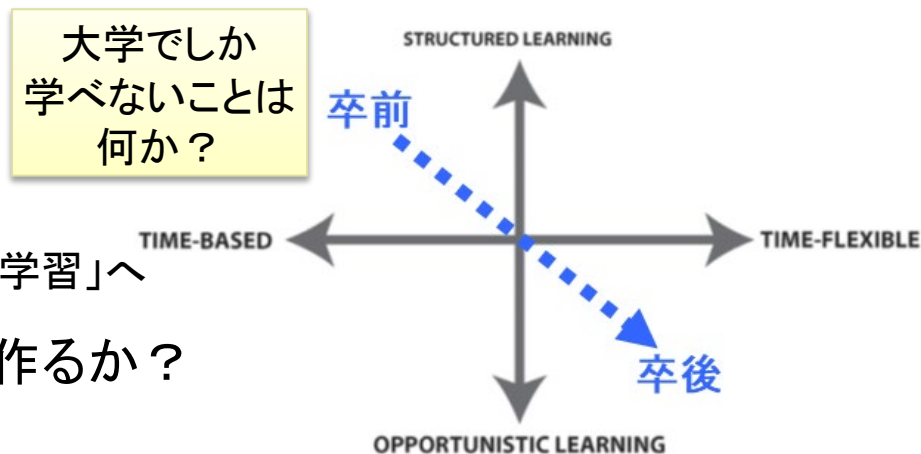 大学でしか
学べないことは
何か？
STRUCTURED LEARNING
卒前
TIME-BASED
TIME-FLEXIBLE
学習」へ
作るか？
卒後
OPPORTUNISTIC LEARNING